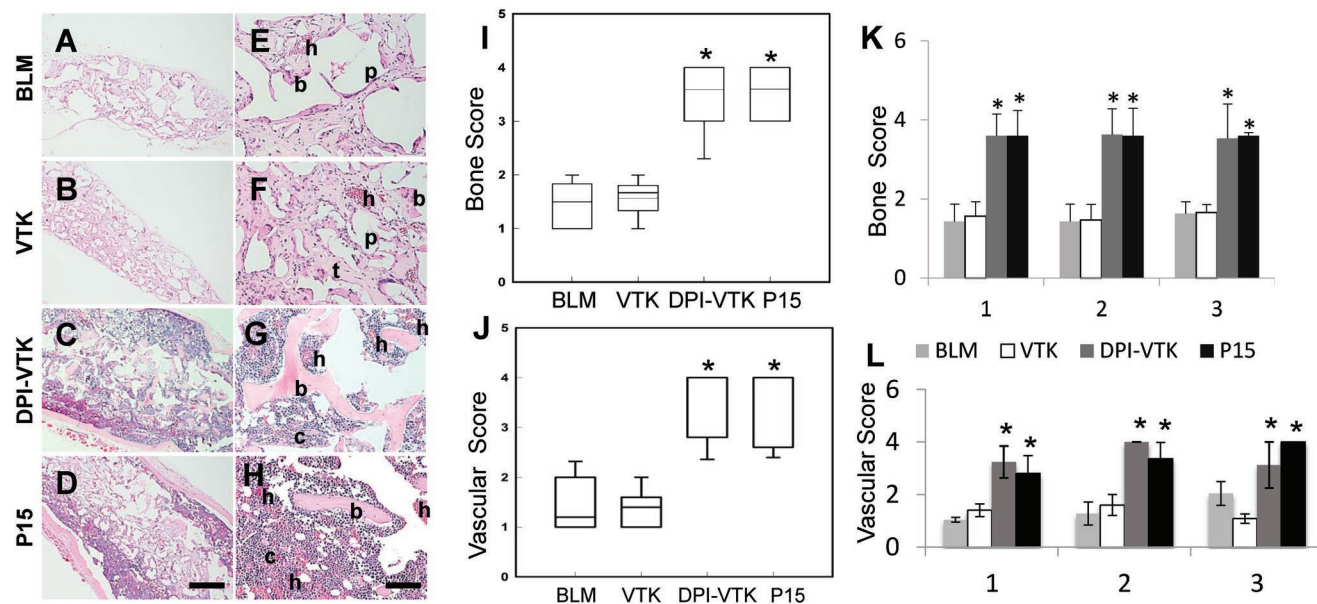 BLM
A
E
h
b
p
VTK
B
F
h
b
p
t
DPI-VTK
C
G
h
h
h
b
c
P15
D
H
h
b
h
c
h
I
Bone Score
5
4
3
2
1
0
* *
BLM VTK DPI-VTK P15
J
Vascular Score
5
4
3
2
1
0
* *
BLM VTK DPI-VTK P15
K
Bone Score
6
4
2
0
* * * * * *
1 2 3
L
BLM VTK DPI-VTK P15
Vascular Score
6
4
2
0
* * * * * *
1 2 3